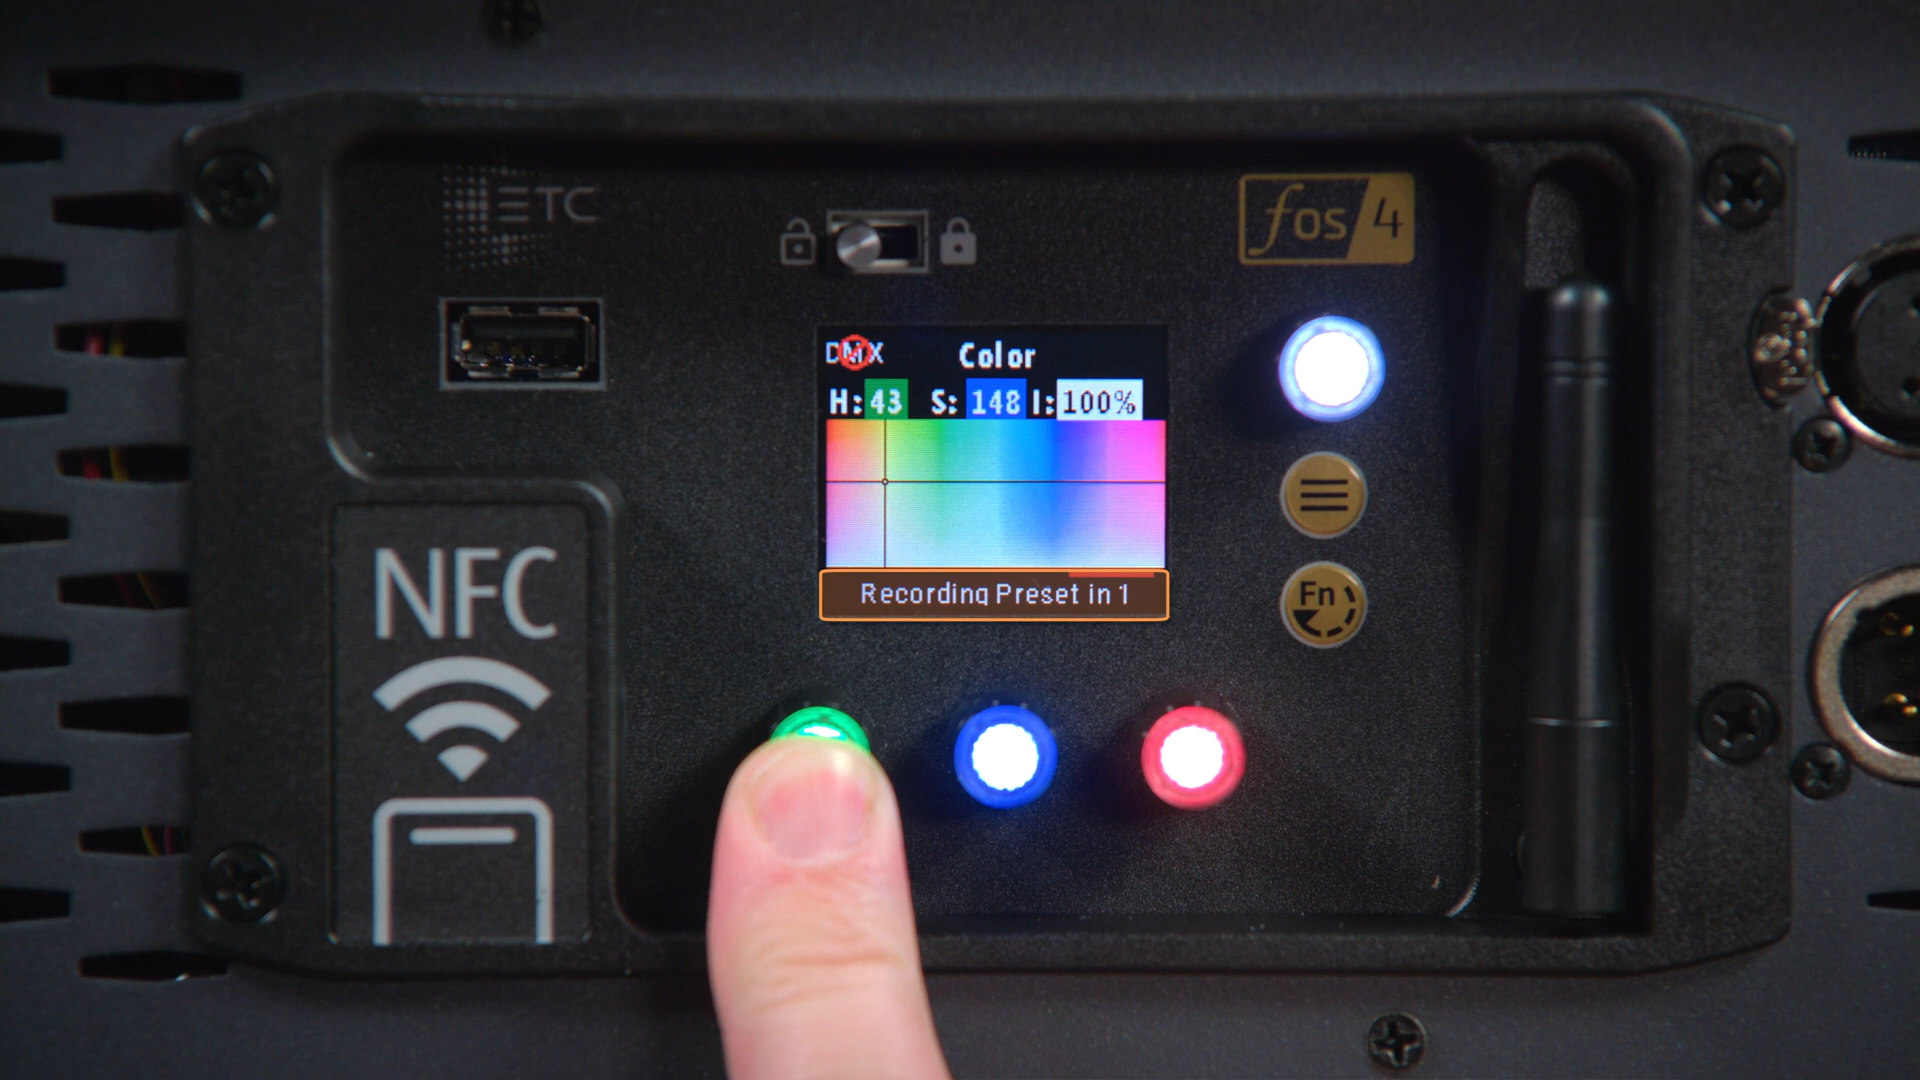 ETC
fos/4
DMX Color
H: 43 S: 148 I: 100%
Recording Preset in 1
Fn
NFC